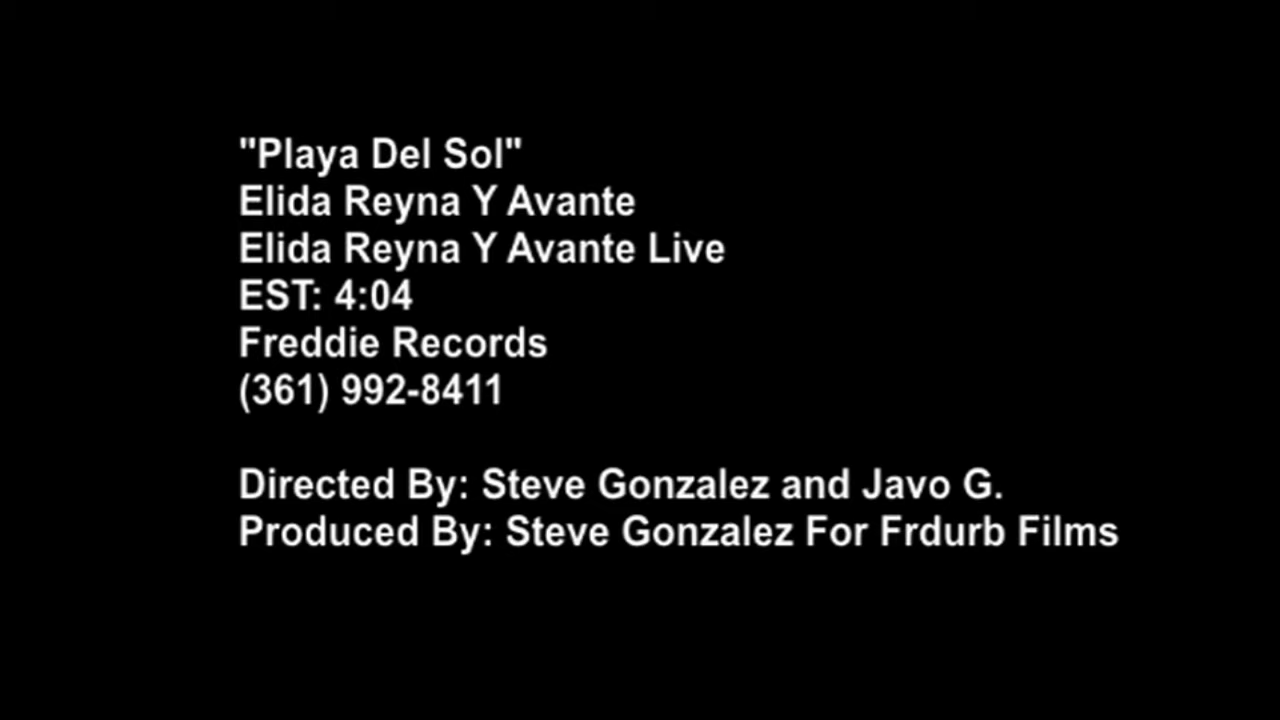 "Playa Del Sol"
Elida Reyna Y Avante
Elida Reyna Y Avante Live
EST: 4:04
Freddie Records
(361) 992-8411
Directed By: Steve Gonzalez and Javo G.
Produced By: Steve Gonzalez For Frdurb Films